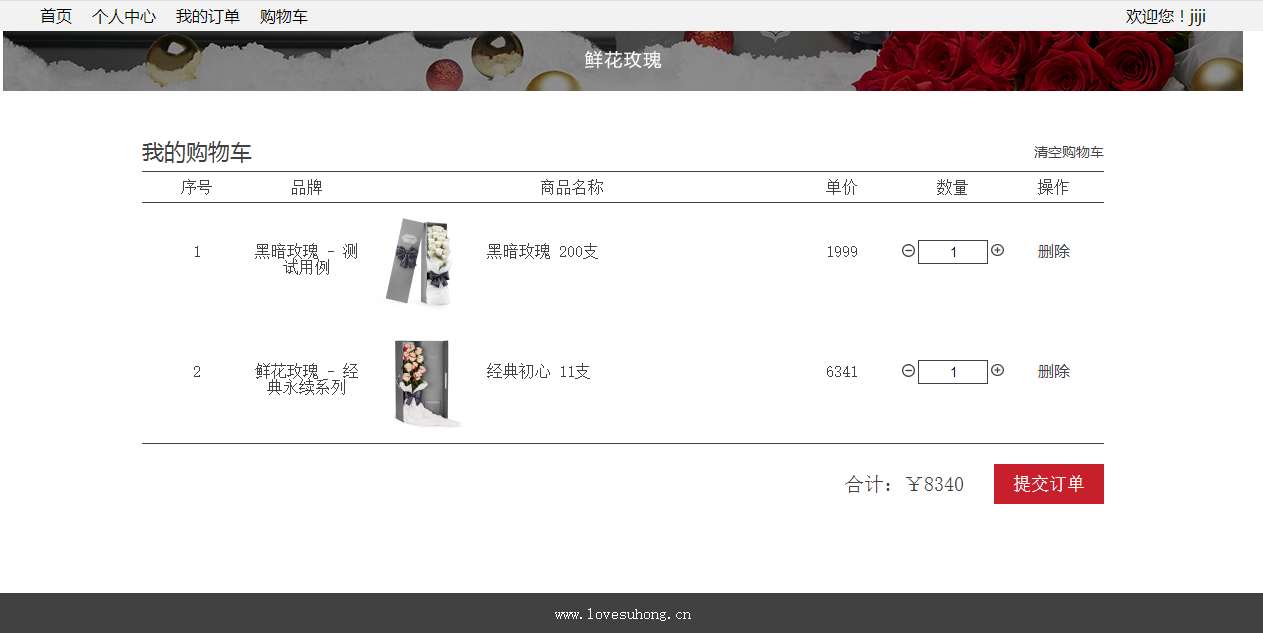 首页 个人中心 我的订单 购物车 欢迎您！jiji
鲜花玫瑰
我的购物车 清空购物车
序号 品牌 商品名称 单价 数量 操作
1 黑暗玫瑰 - 测 黑暗玫瑰 200支 1999 1 删除
试用例
2 鲜花玫瑰 - 经 经典初心 11支 6341 1 删除
典永续系列
合计：￥8340 提交订单
www.lovesuhong.cn